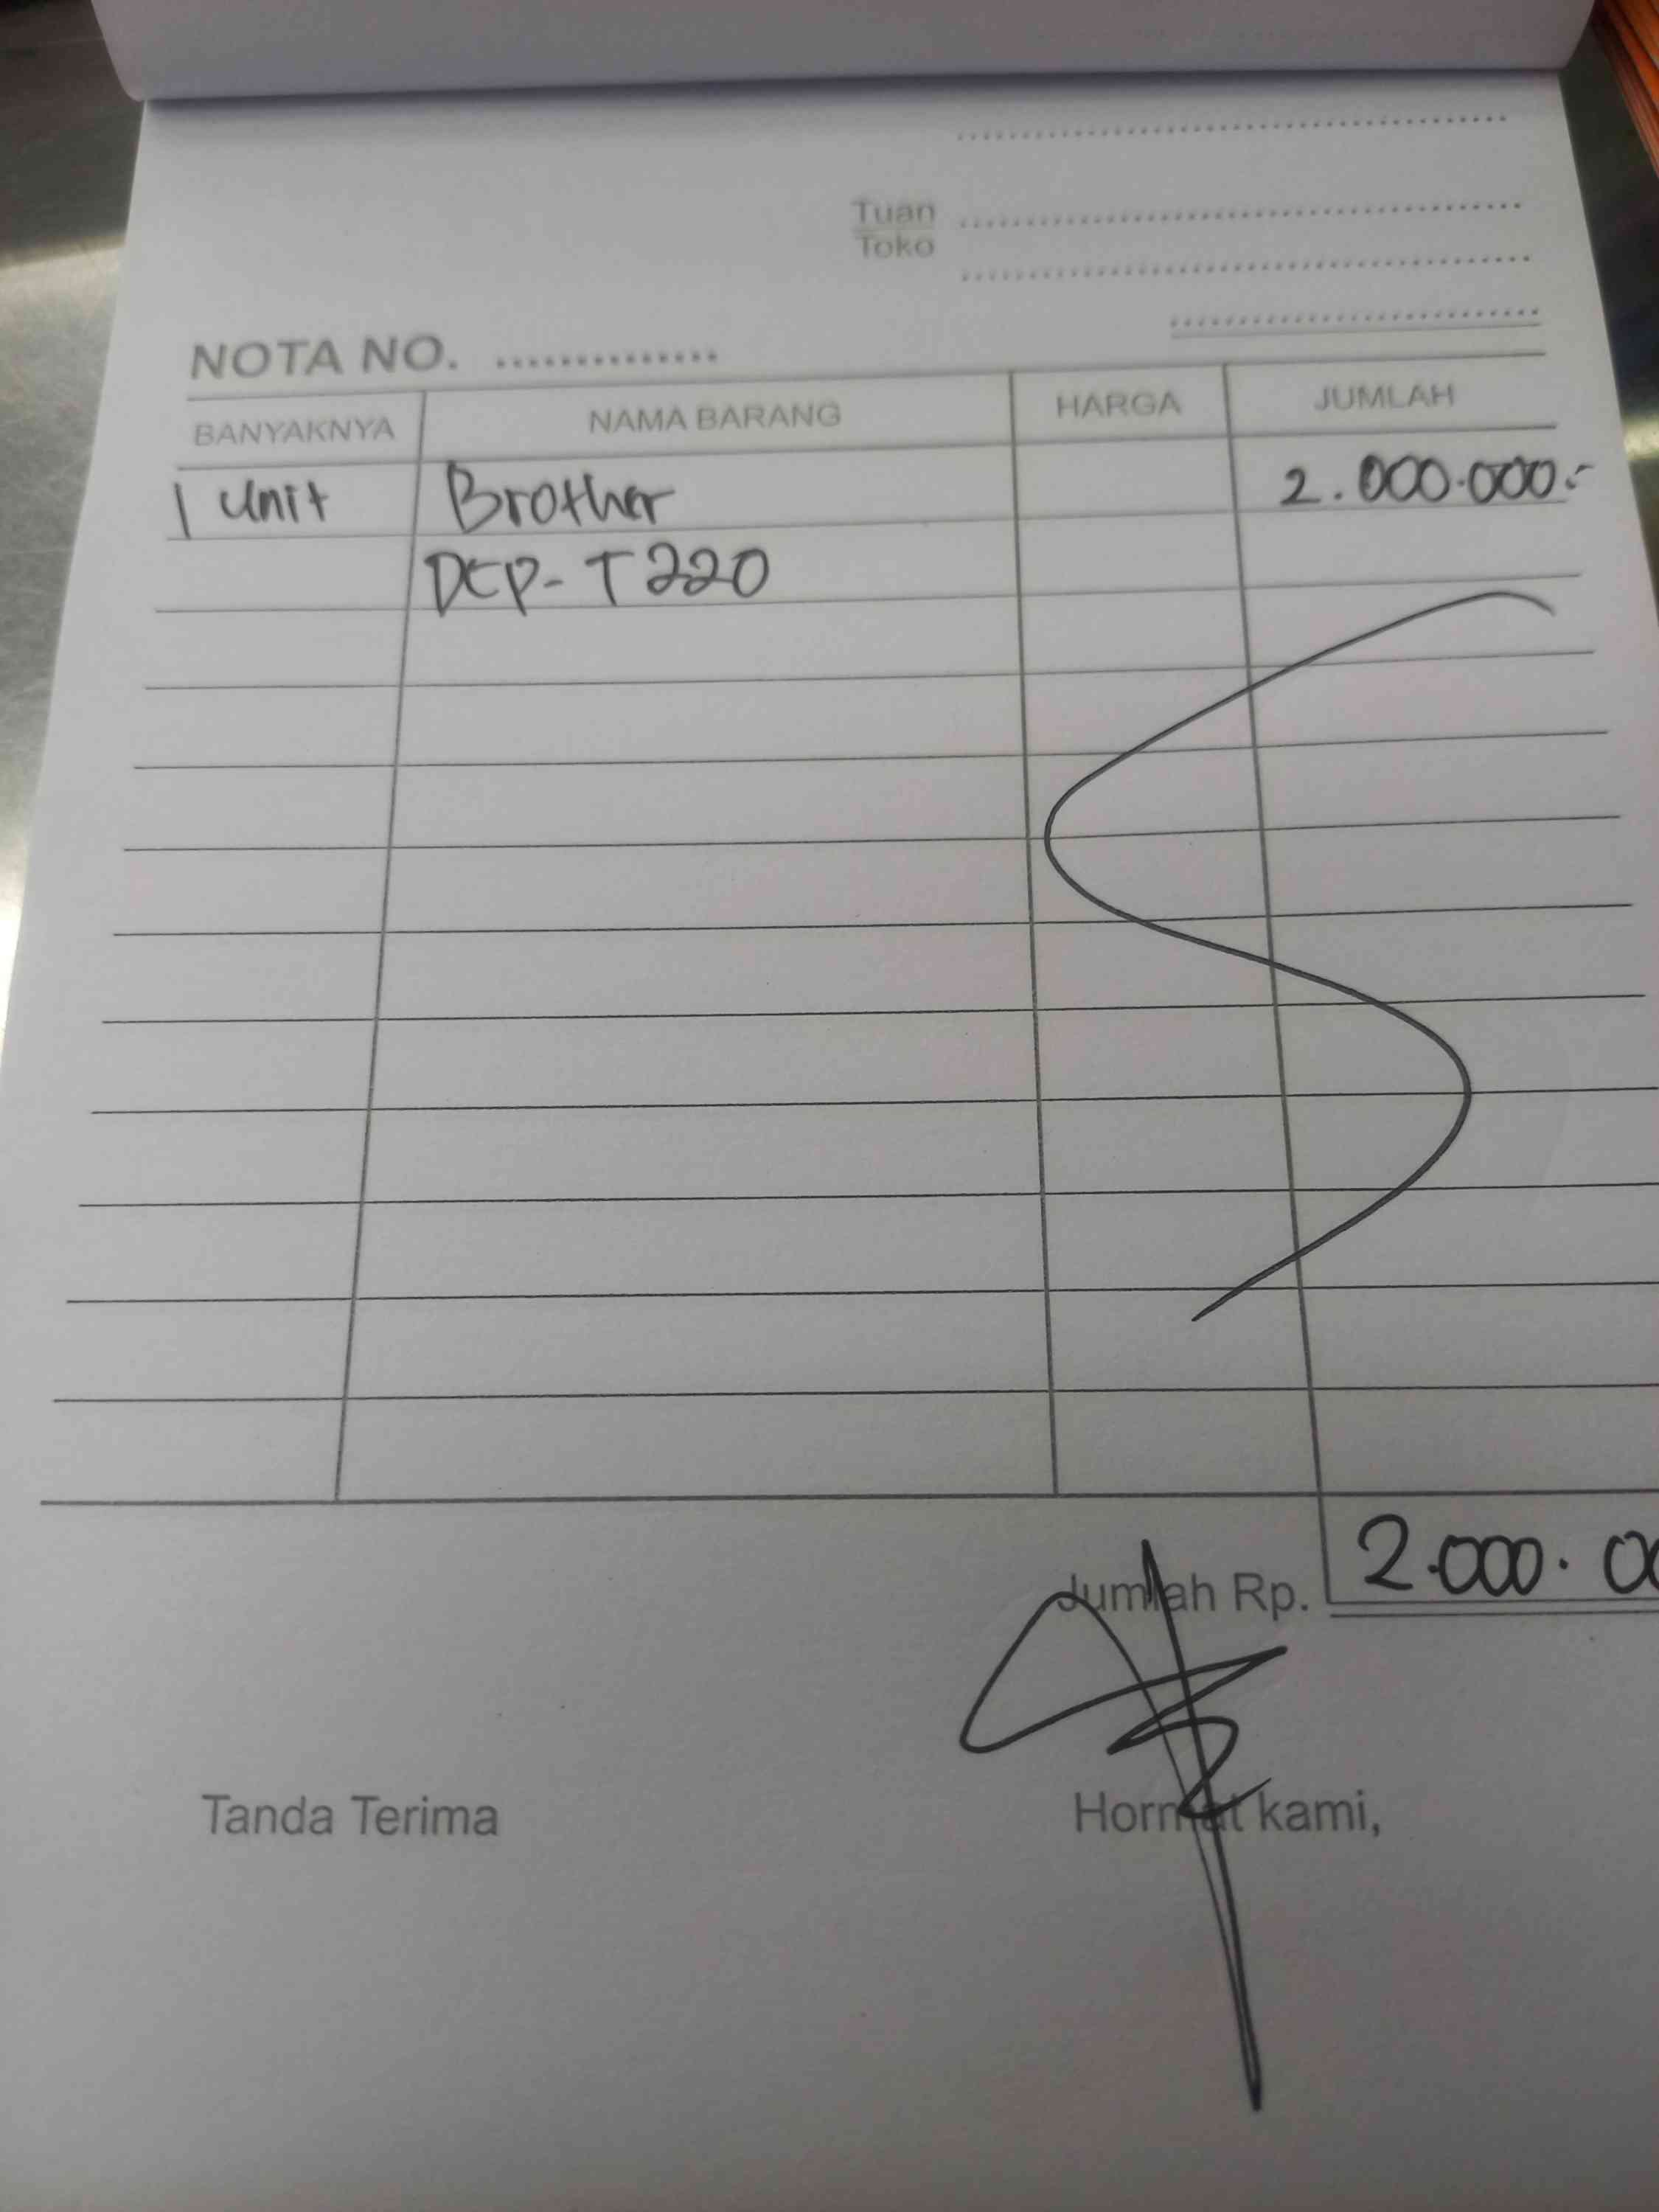 Tuan
Toko
NOTA NO. ..............
BANYAKNYA NAMA BARANG HARGA JUMLAH
1 Unit Brother 2.000.000:-
DCP-T220
Jumlah Rp. 2.000.00
Tanda Terima Hormat kami,